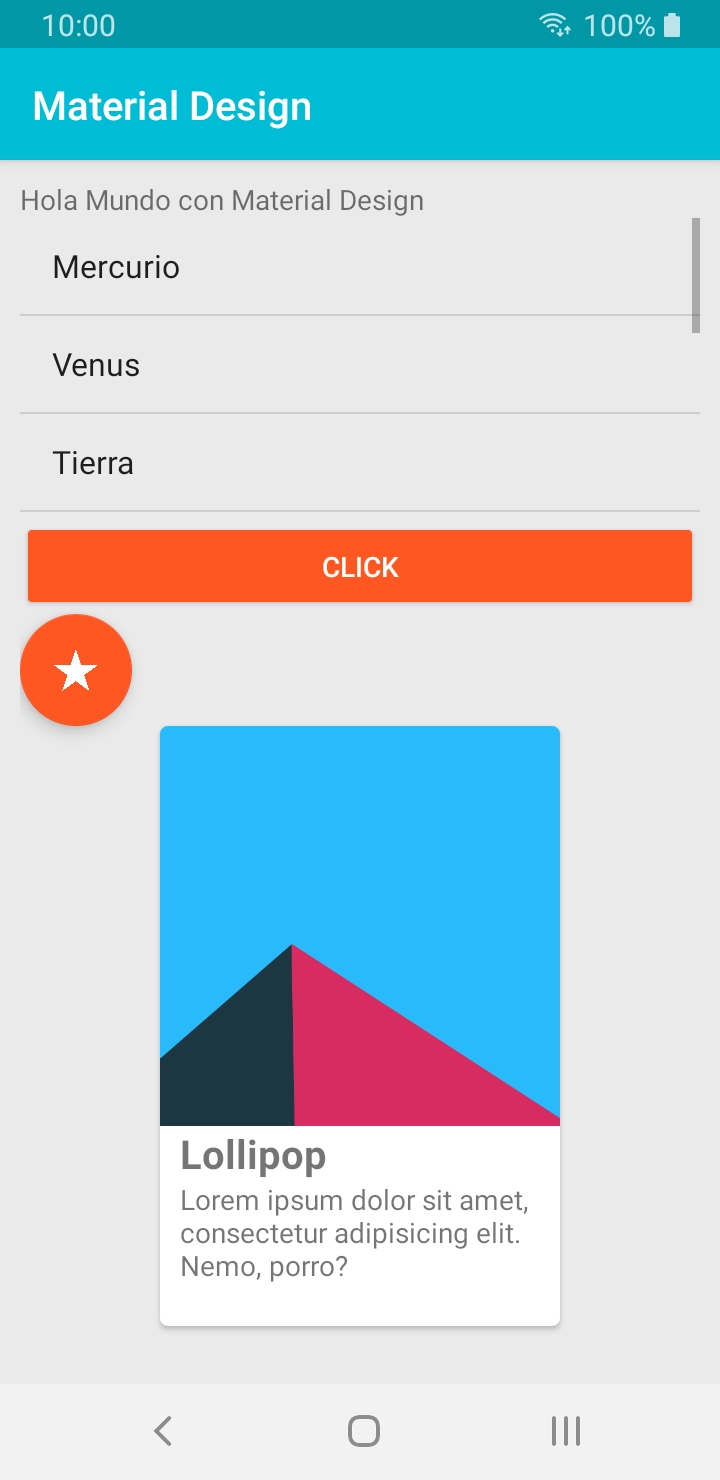 10:00 100%
Material Design
Hola Mundo con Material Design
Mercurio
Venus
Tierra
CLICK
Lollipop
Lorem ipsum dolor sit amet,
consectetur adipisicing elit.
Nemo, porro?